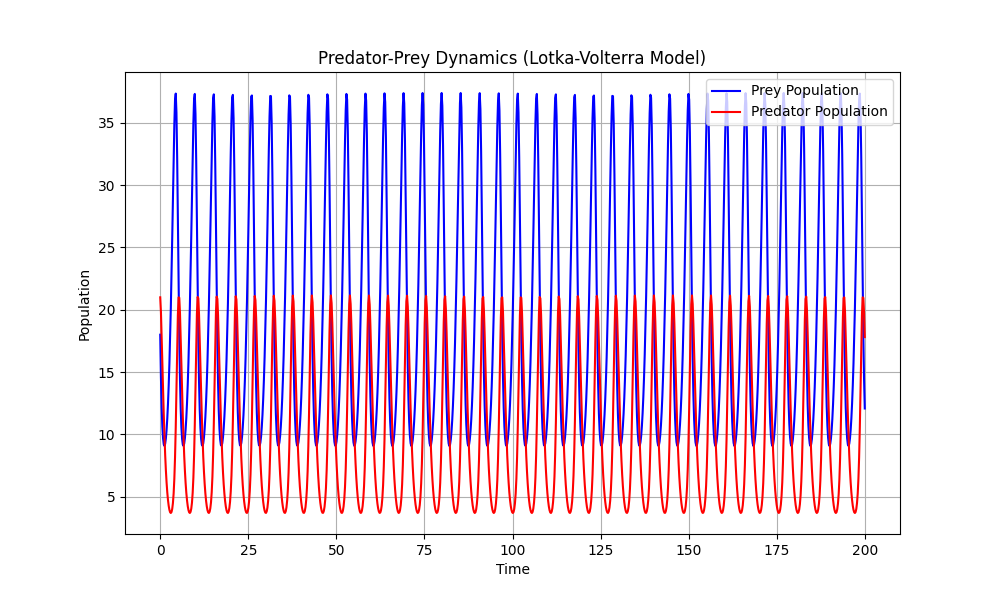 Predator-Prey Dynamics (Lotka-Volterra Model)
Prey Population
Predator Population
Population
35
30
25
20
15
10
5
0 25 50 75 100 125 150 175 200
Time